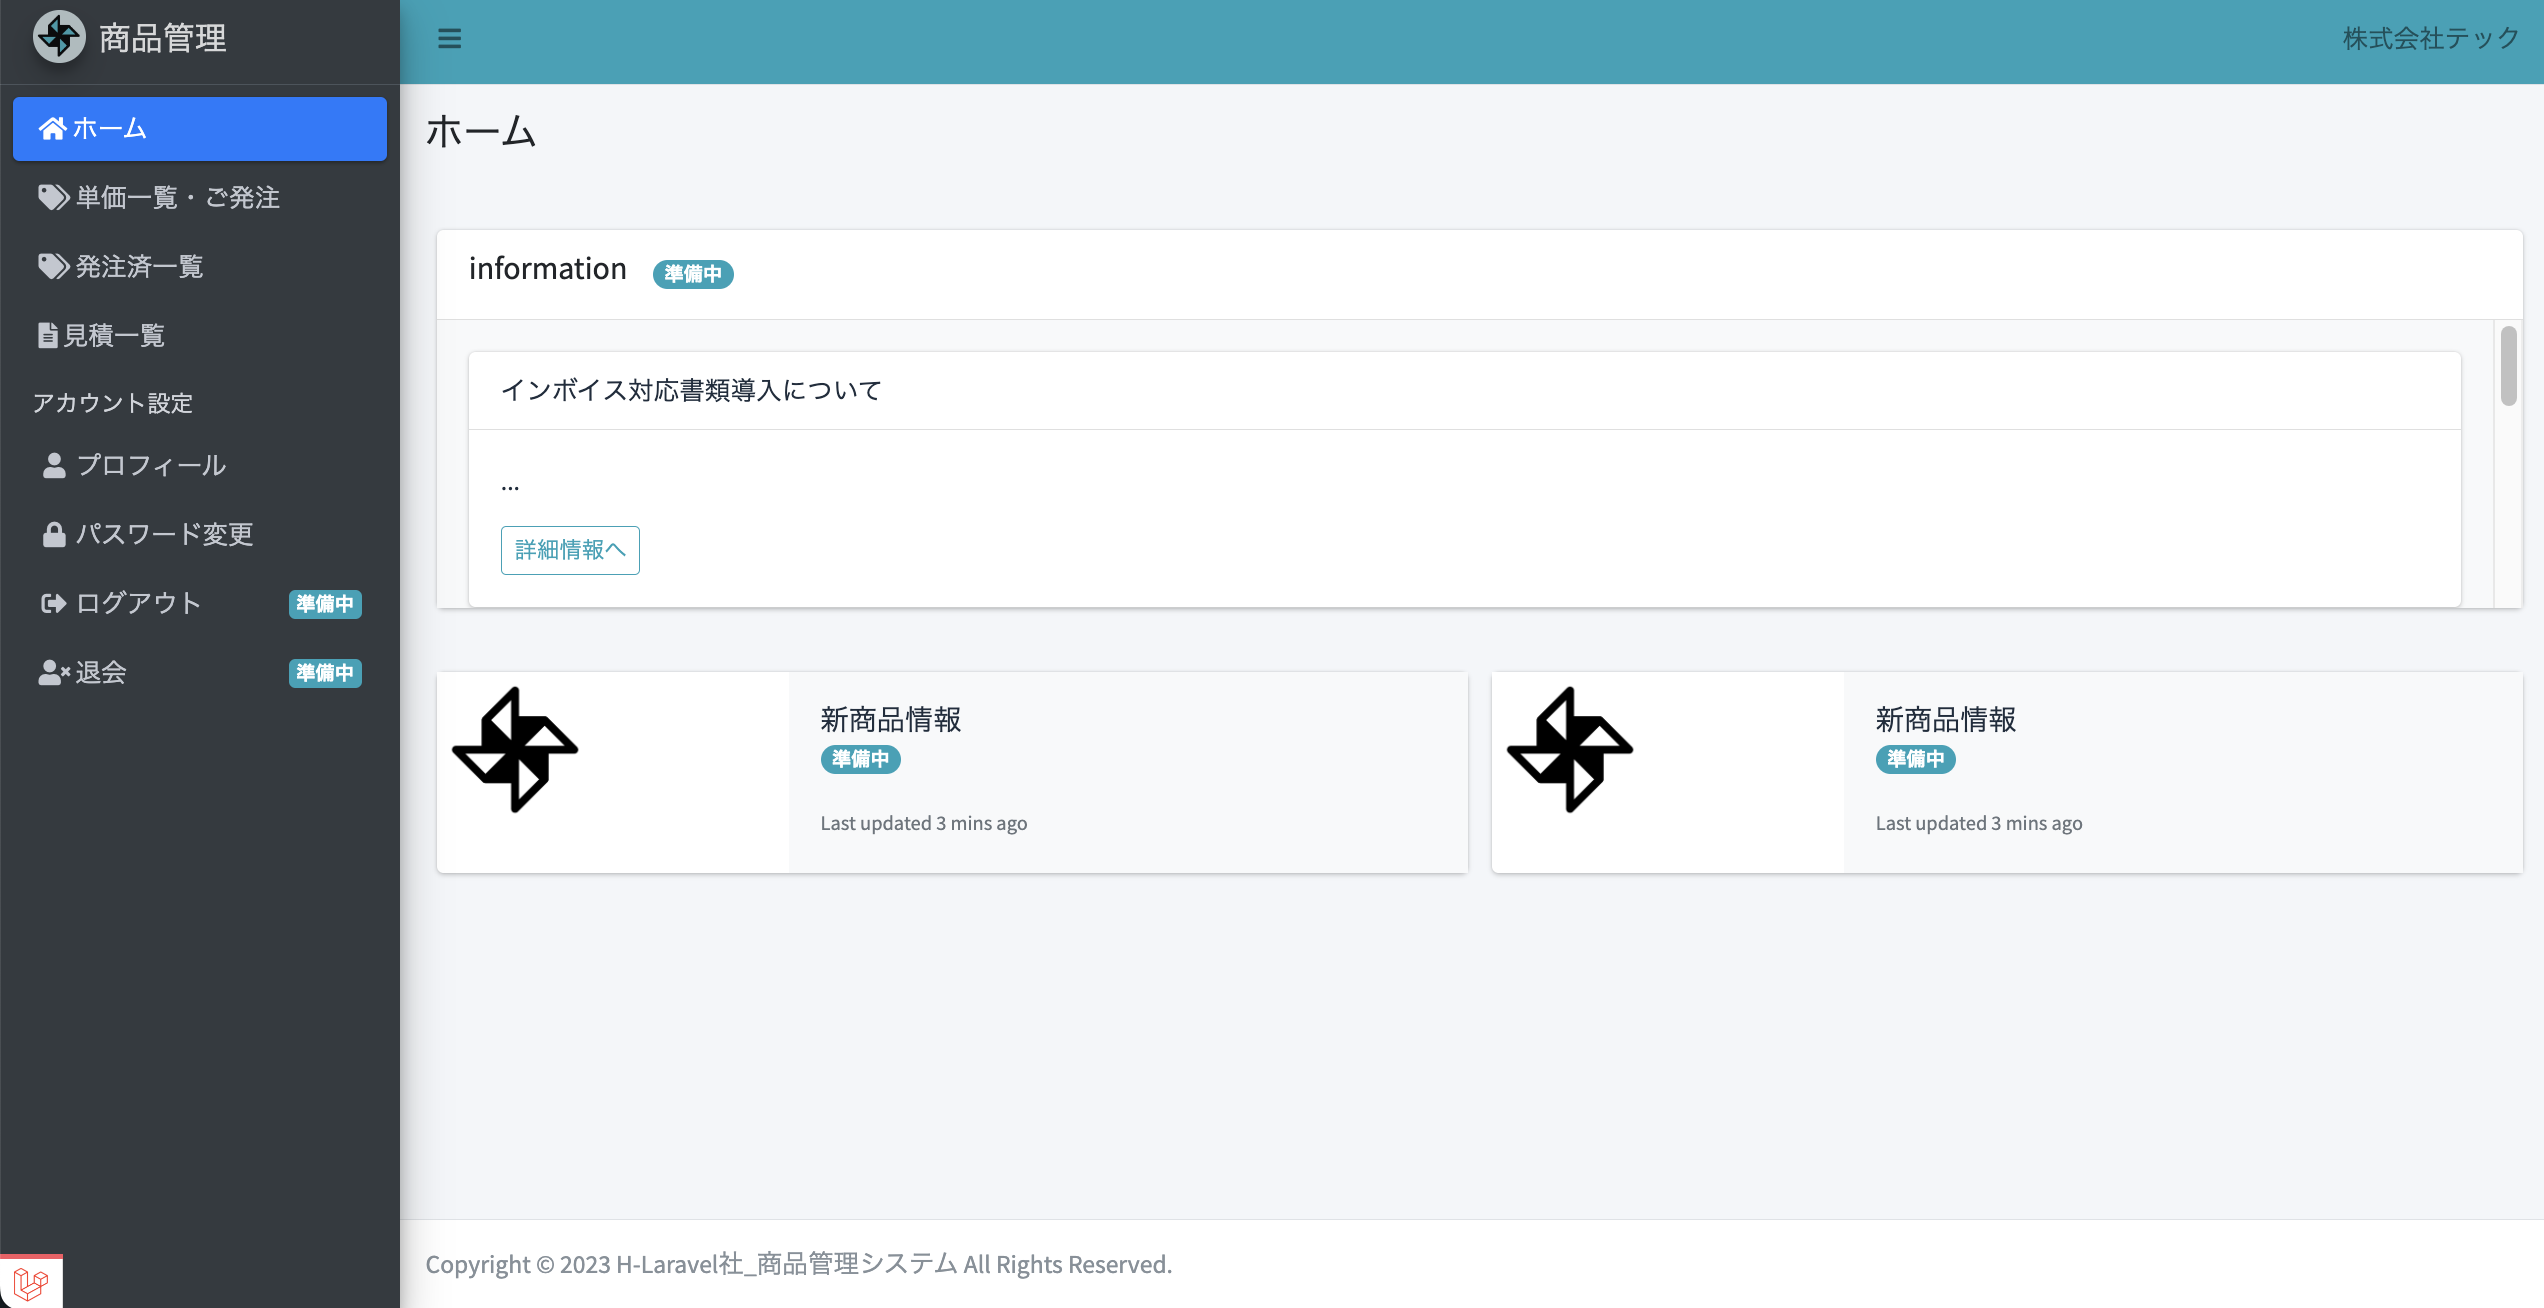 商品管理
株式会社テック
ホーム
単価一覧・ご発注
発注済一覧
見積一覧
アカウント設定
プロフィール
パスワード変更
ログアウト 準備中
退会 準備中
ホーム
information 準備中
インボイス対応書類導入について
...
詳細情報へ
新商品情報
準備中
Last updated 3 mins ago
新商品情報
準備中
Last updated 3 mins ago
Copyright © 2023 H-Laravel社_商品管理システム All Rights Reserved.